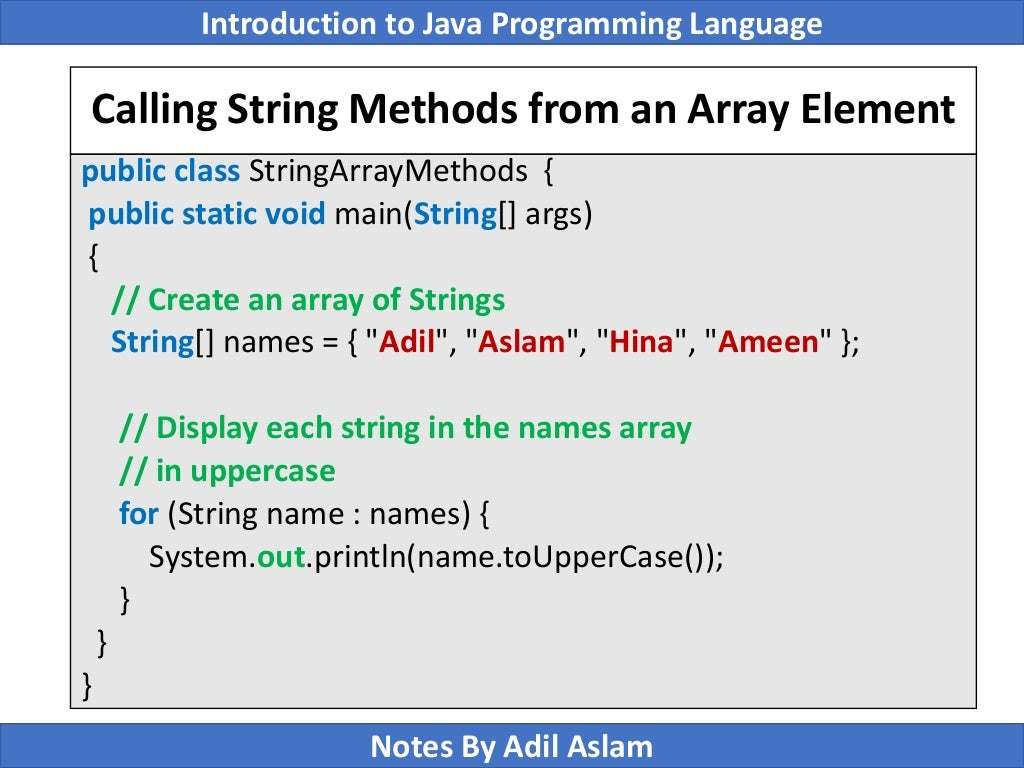 Introduction to Java Programming Language
Calling String Methods from an Array Element
public class StringArrayMethods {
public static void main(String[] args)
{
// Create an array of Strings
String[] names = { "Adil", "Aslam", "Hina", "Ameen" };
// Display each string in the names array
// in uppercase
for (String name : names) {
System.out.println(name.toUpperCase());
}
}
}
Notes By Adil Aslam